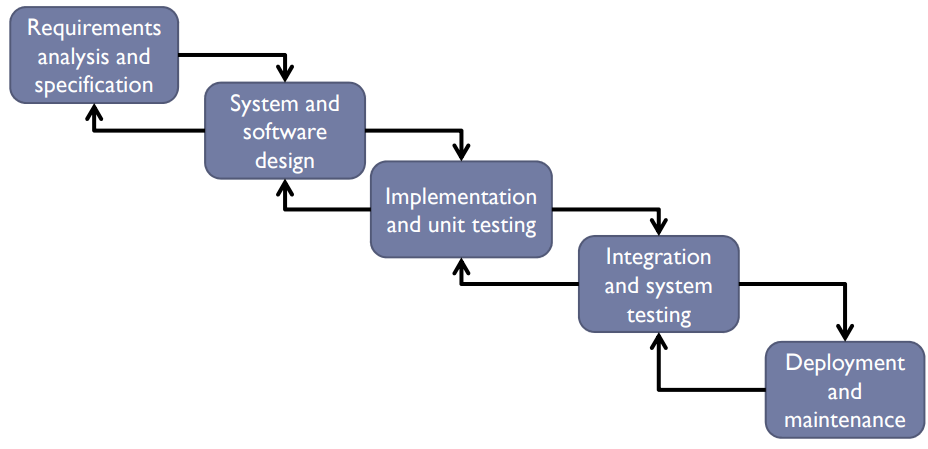 Requirements
analysis and
specification
System and
software
design
Implementation
and unit testing
Integration
and system
testing
Deployment
and
maintenance